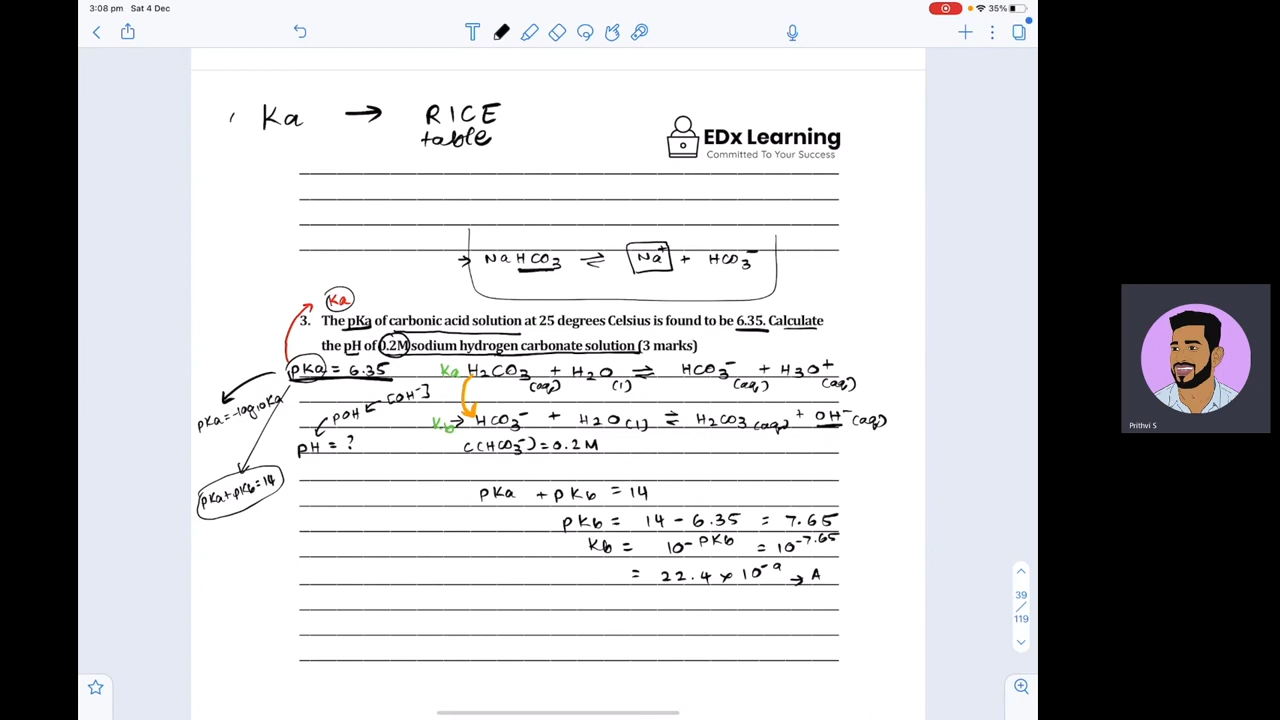 3:08 pm Sat 4 Dec
35%
Ka → RICE
table
EDx Learning
Committed To Your Success
→ NaHCO3 ⇌ Na+ + HCO3−
Ka
3. The pKa of carbonic acid solution at 25 degrees Celsius is found to be 6.35. Calculate
the pH of 0.2M sodium hydrogen carbonate solution (3 marks)
pKa = 6.35 Ka H2CO3 (aq) + H2O (l) ⇌ HCO3− (aq) + H3O+ (aq)
pKa = -log10Ka
pOH ← [OH−]
Kb → HCO3− + H2O (l) ⇌ H2CO3 (aq) + OH− (aq)
pH = ? C(HCO3−) = 0.2M
pKa + pKb = 14
pKa + pKb = 14
pKb = 14 - 6.35 = 7.65
Kb = 10-pKb = 10-7.65
= 22.4 × 10-9 → A
39
/
119
Prithvi S